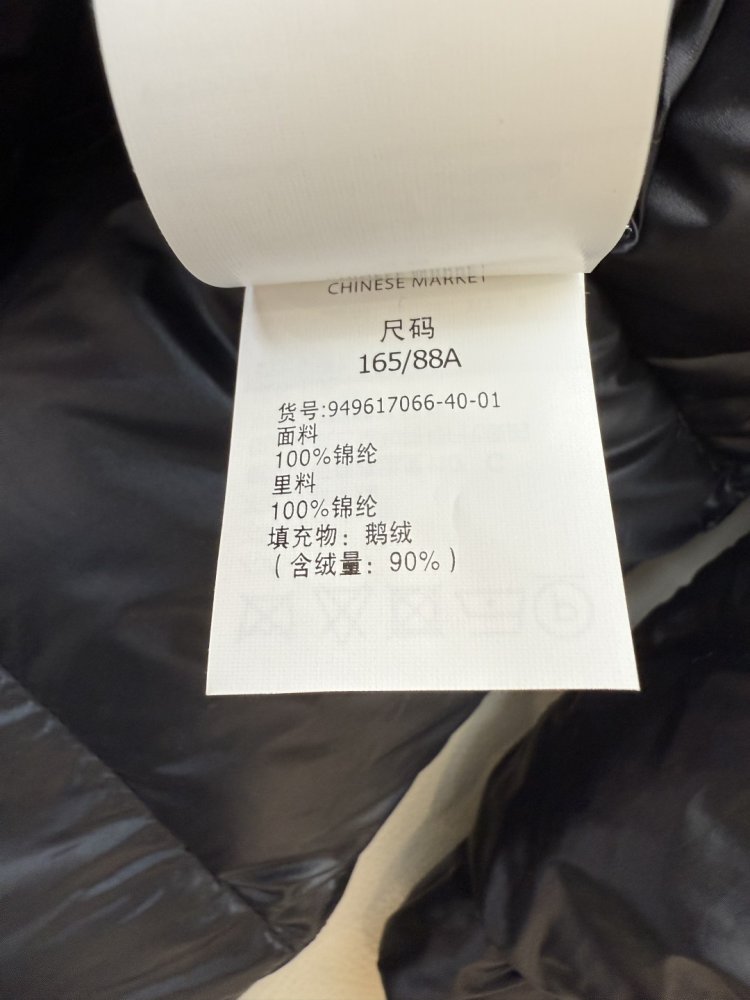 CHINESE MARKET
尺码
165/88A
货号:949617066-40-01
面料
100%锦纶
里料
100%锦纶
填充物：鹅绒
(含绒量：90%)